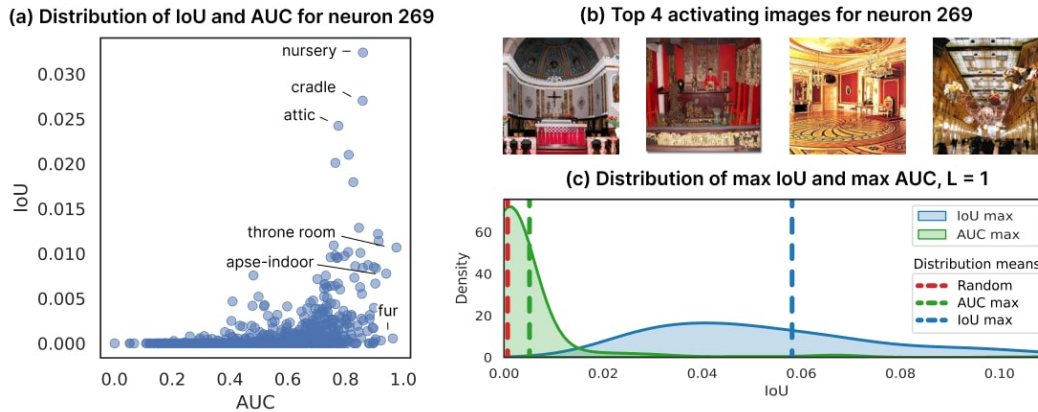 (a) Distribution of IoU and AUC for neuron 269
nursery
cradle
attic
throne room
apse-indoor
fur
IoU
0.030
0.025
0.020
0.015
0.010
0.005
0.000
0.0 0.2 0.4 0.6 0.8 1.0
AUC
(b) Top 4 activating images for neuron 269
(c) Distribution of max IoU and max AUC, L = 1
Density
60
40
20
0
0.00 0.02 0.04 0.06 0.08 0.10
IoU
IoU max
AUC max
Distribution means
Random
AUC max
IoU max